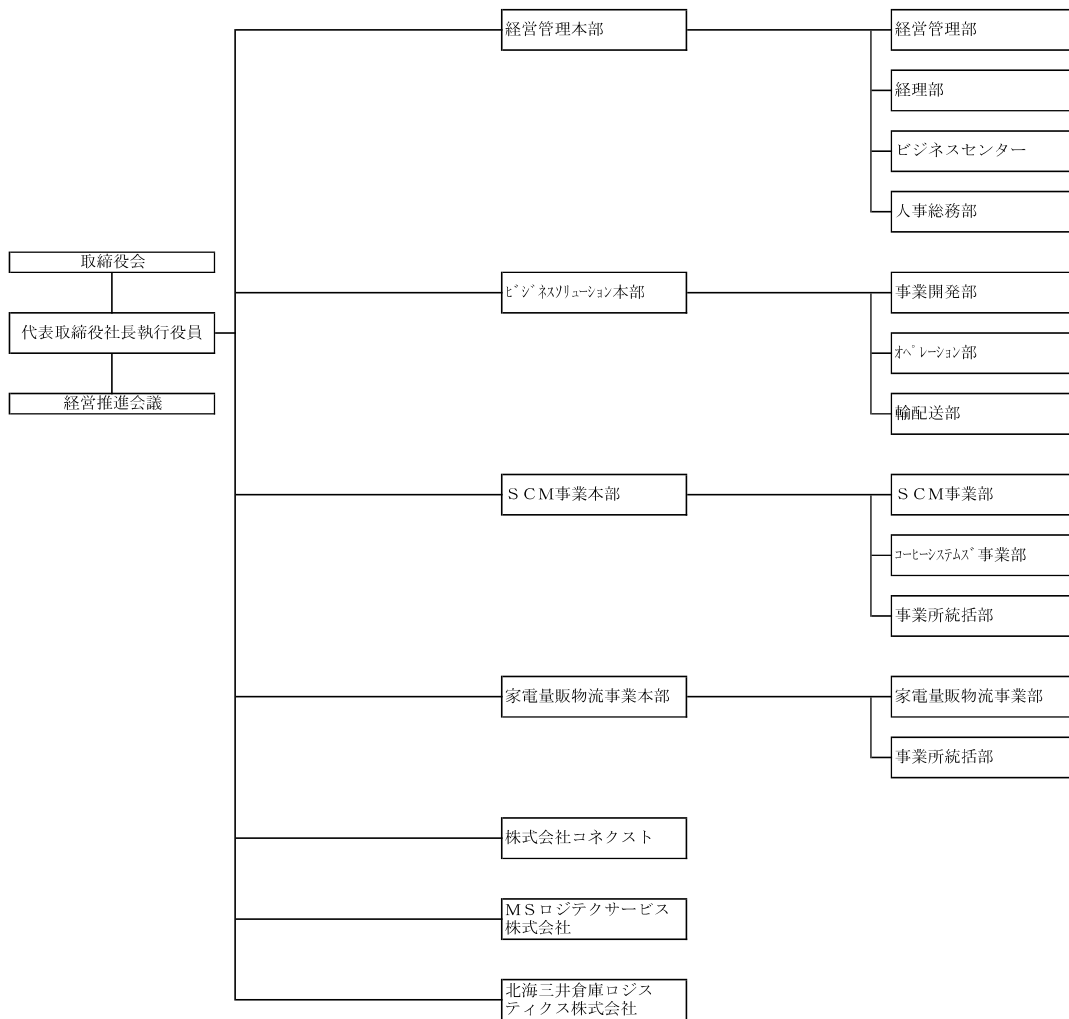 経営管理本部
経営管理部
経理部
ビジネスセンター
人事総務部
取締役会
代表取締役社長執行役員
経営推進会議
ﾋﾞｼﾞﾈｽｿﾘｭｰｼｮﾝ本部
事業開発部
ｵﾍﾟﾚｰｼｮﾝ部
輸配送部
ＳＣＭ事業本部
ＳＣＭ事業部
ｺｰﾋｰｼｽﾃﾑｽﾞ事業部
事業所統括部
家電量販物流事業本部
家電量販物流事業部
事業所統括部
株式会社コネクスト
ＭＳロジテクサービス
株式会社
北海三井倉庫ロジス
ティクス株式会社